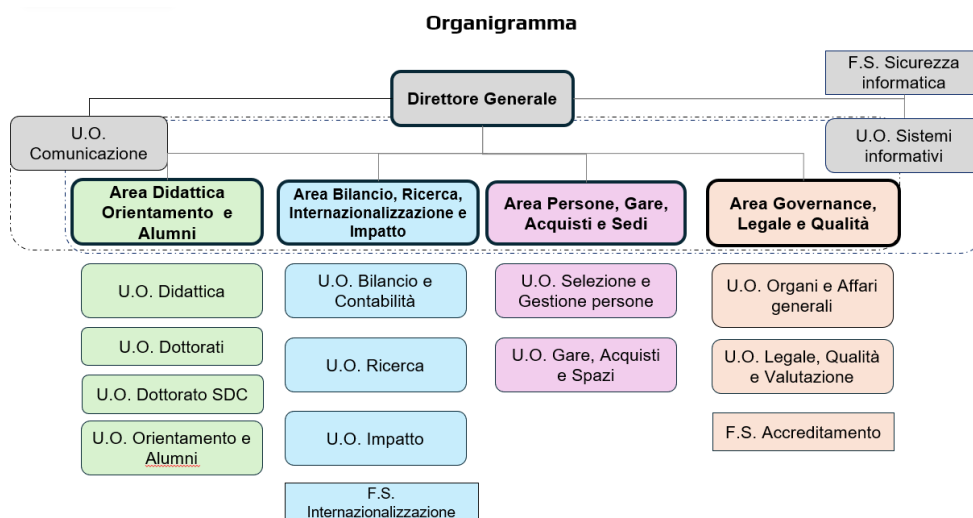 Organigramma
F.S. Sicurezza
informatica
Direttore Generale
U.O.
Comunicazione
U.O. Sistemi
informativi
Area Didattica
Orientamento e
Alumni
Area Bilancio, Ricerca,
Internazionalizzazione e
Impatto
Area Persone, Gare,
Acquisti e Sedi
Area Governance,
Legale e Qualità
U.O. Didattica
U.O. Dottorati
U.O. Dottorato SDC
U.O. Orientamento e
Alumni
U.O. Bilancio e
Contabilità
U.O. Ricerca
U.O. Impatto
F.S.
Internazionalizzazione
U.O. Selezione e
Gestione persone
U.O. Gare, Acquisti
e Spazi
U.O. Organi e Affari
generali
U.O. Legale, Qualità
e Valutazione
F.S. Accreditamento